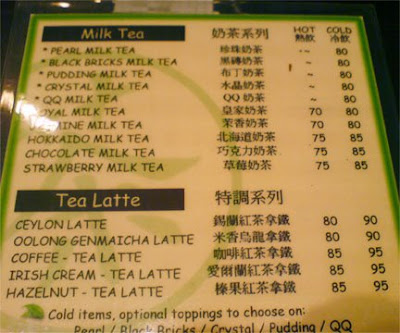 Milk Tea 奶茶系列 HOT 熱飲 COLD 冷飲
* PEARL MILK TEA 珍珠奶茶 ~ 80
* BLACK BRICKS MILK TEA 黑磚奶茶 ~ 80
* PUDDING MILK TEA 布丁奶茶 ~ 80
* CRYSTAL MILK TEA 水晶奶茶 ~ 80
* QQ MILK TEA QQ 奶茶 ~ 80
OYAL MILK TEA 皇家奶茶 70 80
MINE MILK TEA 茉香奶茶 70 80
HOKKAIDO MILK TEA 北海道奶茶 75 85
CHOCOLATE MILK TEA 巧克力奶茶 75 85
STRAWBERRY MILK TEA 草莓奶茶 75 85
Tea Latte 特調系列
CEYLON LATTE 錫蘭紅茶拿鐵 80 90
OOLONG GENMAICHA LATTE 米香烏龍拿鐵 80 90
COFFEE - TEA LATTE 咖啡紅茶拿鐵 85 95
IRISH CREAM - TEA LATTE 愛爾蘭紅茶拿鐵 85 95
HAZELNUT - TEA LATTE 榛果紅茶拿鐵 85 95
Cold items, optional toppings to choose on:
Pearl / Black Bricks / Crystal / Pudding / QQ